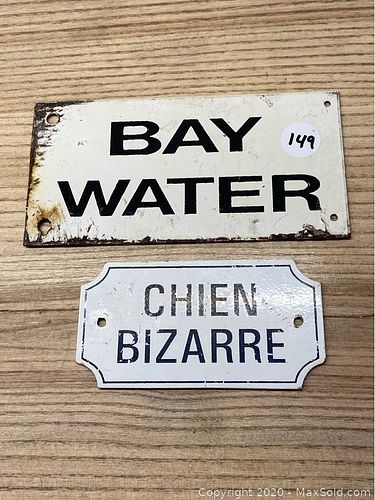 BAY
149
WATER
CHIEN
BIZARRE
Copyright 2020 - MaxSold.com